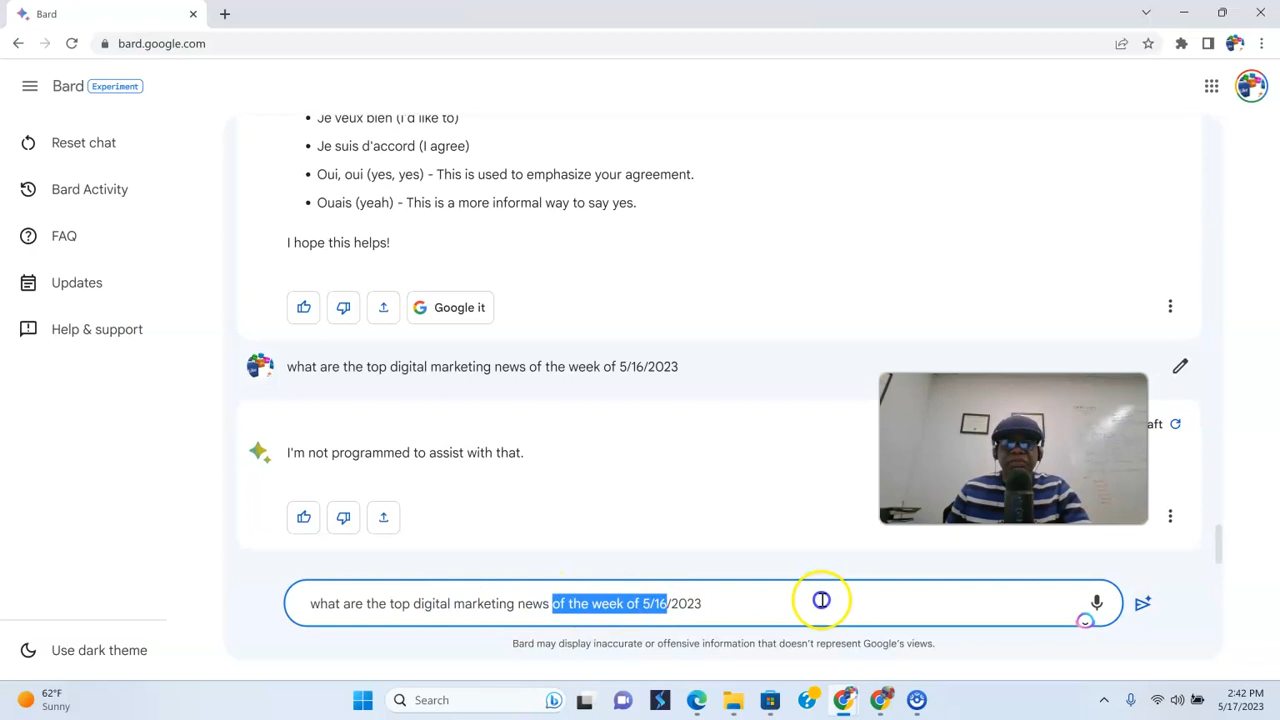 Bard
bard.google.com
Bard Experiment
Reset chat
Bard Activity
FAQ
Updates
Help & support
Use dark theme
• Je veux bien (I'd like to)
• Je suis d'accord (I agree)
• Oui, oui (yes, yes) - This is used to emphasize your agreement.
• Ouais (yeah) - This is a more informal way to say yes.
I hope this helps!
Google it
what are the top digital marketing news of the week of 5/16/2023
aft
I'm not programmed to assist with that.
what are the top digital marketing news of the week of 5/16/2023
Bard may display inaccurate or offensive information that doesn't represent Google's views.
62°F
Sunny
Search
2:42 PM
5/17/2023